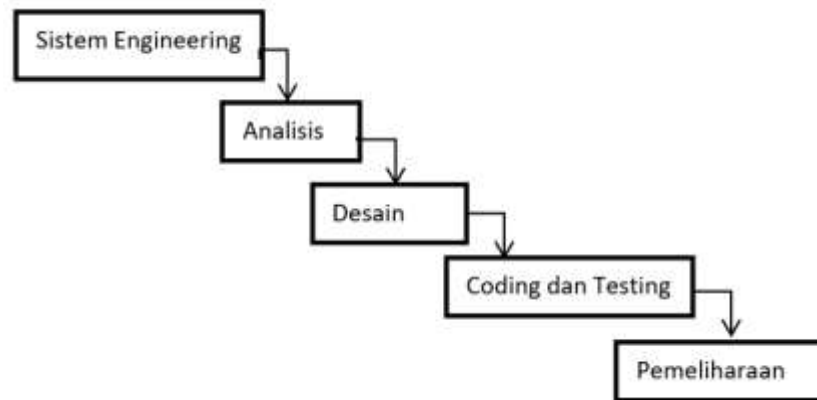 Sistem Engineering
Analisis
Desain
Coding dan Testing
Pemeliharaan